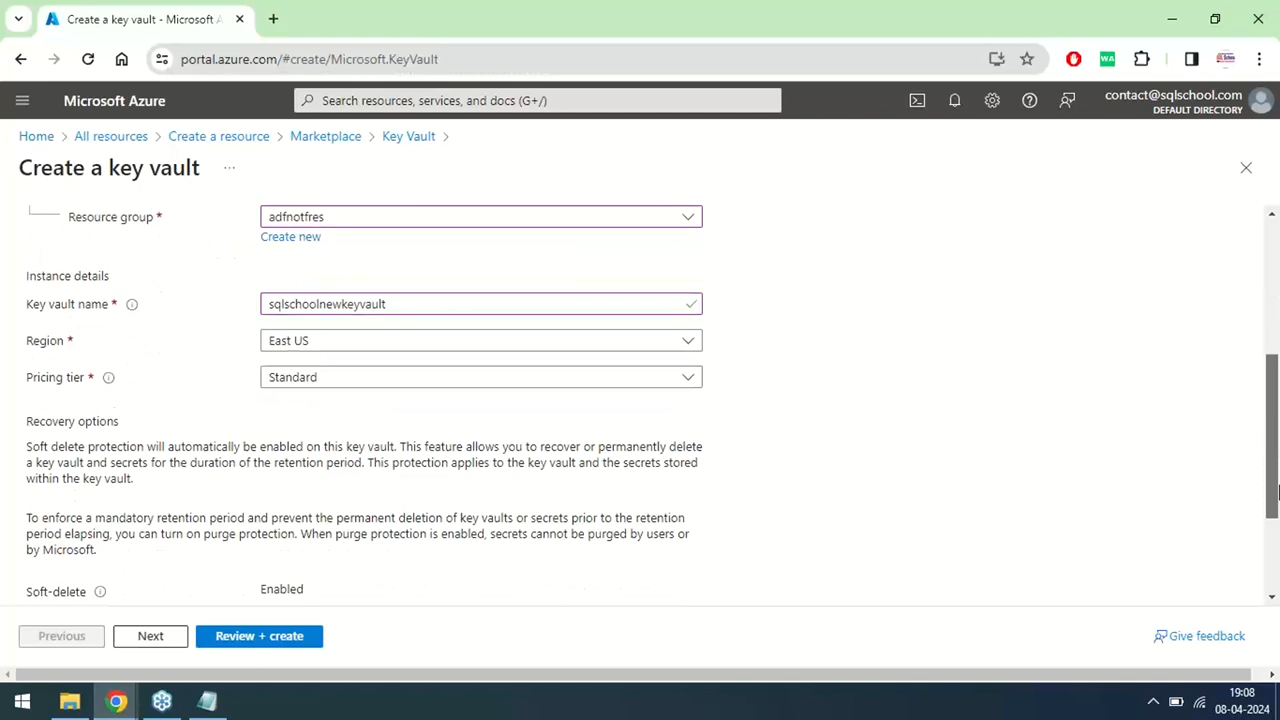 Create a key vault - Microsoft A
portal.azure.com/#create/Microsoft.KeyVault
WA
Microsoft Azure
Search resources, services, and docs (G+/)
contact@sqlschool.com
DEFAULT DIRECTORY
Home > All resources > Create a resource > Marketplace > Key Vault >
Create a key vault ...
Resource group *
adfnotfres
Create new
Instance details
Key vault name *
sqlschoolnewkeyvault
Region *
East US
Pricing tier *
Standard
Recovery options
Soft delete protection will automatically be enabled on this key vault. This feature allows you to recover or permanently delete
a key vault and secrets for the duration of the retention period. This protection applies to the key vault and the secrets stored
within the key vault.
To enforce a mandatory retention period and prevent the permanent deletion of key vaults or secrets prior to the retention
period elapsing, you can turn on purge protection. When purge protection is enabled, secrets cannot be purged by users or
by Microsoft.
Soft-delete
Enabled
Previous
Next
Review + create
Give feedback
19:08
08-04-2024